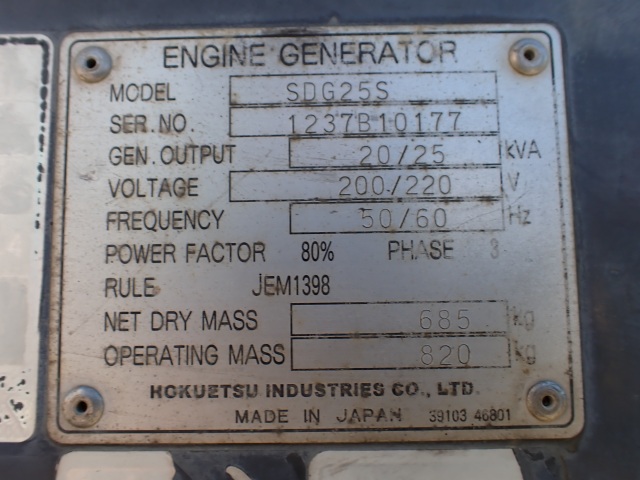 ENGINE GENERATOR
MODEL SDG25S
SER.NO. 1237B10177
GEN.OUTPUT 20/25 kVA
VOLTAGE 200/220 V
FREQUENCY 50/60 Hz
POWER FACTOR 80% PHASE 3
RULE JEM1398
NET DRY MASS 685 kg
OPERATING MASS 820 kg
HOKUETSU INDUSTRIES CO., LTD.
MADE IN JAPAN 39103 46801